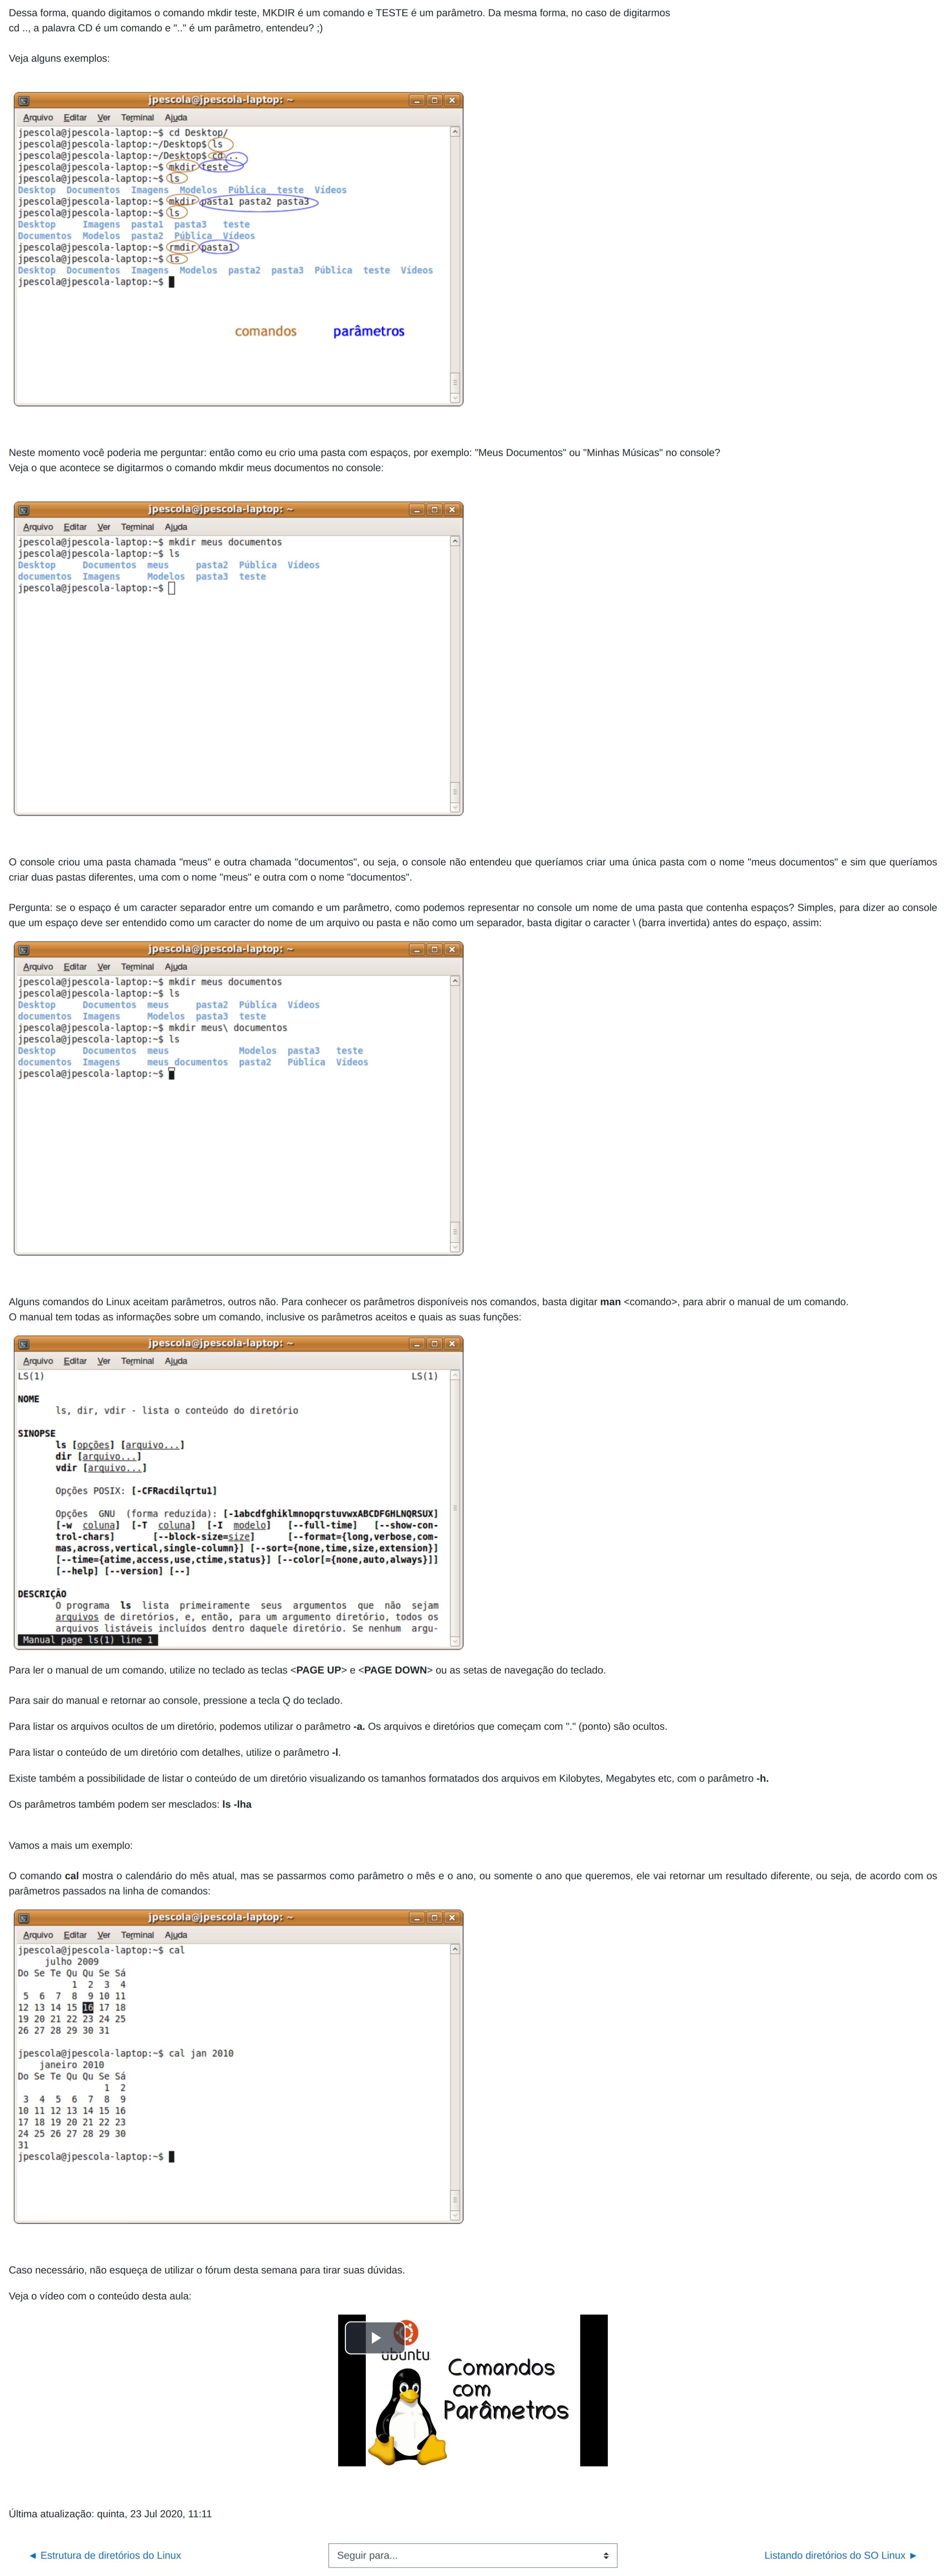 Dessa forma, quando digitamos o comando mkdir teste, MKDIR é um comando e TESTE é um parâmetro. Da mesma forma, no caso de digitarmos
cd .., a palavra CD é um comando e ".." é um parâmetro, entendeu? ;)
Veja alguns exemplos:
jpescola@jpescola-laptop: ~
Arquivo Editar Ver Terminal Ajuda
jpescola@jpescola-laptop:~$ cd Desktop/
jpescola@jpescola-laptop:~/Desktop$ ls
jpescola@jpescola-laptop:~/Desktop$ cd ..
jpescola@jpescola-laptop:~$ mkdir teste
jpescola@jpescola-laptop:~$ ls
Desktop Documentos Imagens Modelos Pública teste Vídeos
jpescola@jpescola-laptop:~$ mkdir pasta1 pasta2 pasta3
jpescola@jpescola-laptop:~$ ls
Desktop Imagens pasta1 pasta3 teste
Documentos Modelos pasta2 Pública Vídeos
jpescola@jpescola-laptop:~$ rmdir pasta1
jpescola@jpescola-laptop:~$ ls
Desktop Documentos Imagens Modelos pasta2 pasta3 Pública teste Vídeos
jpescola@jpescola-laptop:~$
comandos parâmetros
Neste momento você poderia me perguntar: então como eu crio uma pasta com espaços, por exemplo: "Meus Documentos" ou "Minhas Músicas" no console?
Veja o que acontece se digitarmos o comando mkdir meus documentos no console:
jpescola@jpescola-laptop: ~
Arquivo Editar Ver Terminal Ajuda
jpescola@jpescola-laptop:~$ mkdir meus documentos
jpescola@jpescola-laptop:~$ ls
Desktop Documentos meus pasta2 Pública Vídeos
documentos Imagens Modelos pasta3 teste
jpescola@jpescola-laptop:~$
O console criou uma pasta chamada "meus" e outra chamada "documentos", ou seja, o console não entendeu que queríamos criar uma única pasta com o nome "meus documentos" e sim que queríamos
criar duas pastas diferentes, uma com o nome "meus" e outra com o nome "documentos".
Pergunta: se o espaço é um caracter separador entre um comando e um parâmetro, como podemos representar no console um nome de uma pasta que contenha espaços? Simples, para dizer ao console
que um espaço deve ser entendido como um caracter do nome de um arquivo ou pasta e não como um separador, basta digitar o caracter \ (barra invertida) antes do espaço, assim:
jpescola@jpescola-laptop: ~
Arquivo Editar Ver Terminal Ajuda
jpescola@jpescola-laptop:~$ mkdir meus documentos
jpescola@jpescola-laptop:~$ ls
Desktop Documentos meus pasta2 Pública Vídeos
documentos Imagens Modelos pasta3 teste
jpescola@jpescola-laptop:~$ mkdir meus\ documentos
jpescola@jpescola-laptop:~$ ls
Desktop Documentos meus Modelos pasta3 teste
documentos Imagens meus documentos pasta2 Pública Vídeos
jpescola@jpescola-laptop:~$
Alguns comandos do Linux aceitam parâmetros, outros não. Para conhecer os parâmetros disponíveis nos comandos, basta digitar man <comando>, para abrir o manual de um comando.
O manual tem todas as informações sobre um comando, inclusive os parâmetros aceitos e quais as suas funções:
jpescola@jpescola-laptop: ~
Arquivo Editar Ver Terminal Ajuda
LS(1) LS(1)
NOME
ls, dir, vdir - lista o conteúdo do diretório
SINOPSE
ls [opções] [arquivo...]
dir [arquivo...]
vdir [arquivo...]
Opções POSIX: [-CFRacdilqrtu1]
Opções GNU (forma reduzida): [-1abcdfghiklmnopqrstuvwxABCDFGHLNQRSUX]
[-w coluna] [-T coluna] [-I modelo] [--full-time] [--show-con-
trol-chars] [--block-size=size] [--format={long,verbose,com-
mas,across,vertical,single-column}] [--sort={none,time,size,extension}]
[--time={atime,access,use,ctime,status}] [--color[={none,auto,always}]]
[--help] [--version] [--]
DESCRIÇÃO
O programa ls lista primeiramente seus argumentos que não sejam
arquivos de diretórios, e, então, para um argumento diretório, todos os
arquivos listáveis incluídos dentro daquele diretório. Se nenhum argu-
Manual page ls(1) line 1
Para ler o manual de um comando, utilize no teclado as teclas <PAGE UP> e <PAGE DOWN> ou as setas de navegação do teclado.
Para sair do manual e retornar ao console, pressione a tecla Q do teclado.
Para listar os arquivos ocultos de um diretório, podemos utilizar o parâmetro -a. Os arquivos e diretórios que começam com "." (ponto) são ocultos.
Para listar o conteúdo de um diretório com detalhes, utilize o parâmetro -l.
Existe também a possibilidade de listar o conteúdo de um diretório visualizando os tamanhos formatados dos arquivos em Kilobytes, Megabytes etc, com o parâmetro -h.
Os parâmetros também podem ser mesclados: ls -lha
Vamos a mais um exemplo:
O comando cal mostra o calendário do mês atual, mas se passarmos como parâmetro o mês e o ano, ou somente o ano que queremos, ele vai retornar um resultado diferente, ou seja, de acordo com os
parâmetros passados na linha de comandos:
jpescola@jpescola-laptop: ~
Arquivo Editar Ver Terminal Ajuda
jpescola@jpescola-laptop:~$ cal
julho 2009
Do Se Te Qu Qu Se Sá
1 2 3 4
5 6 7 8 9 10 11
12 13 14 15 16 17 18
19 20 21 22 23 24 25
26 27 28 29 30 31
jpescola@jpescola-laptop:~$ cal jan 2010
janeiro 2010
Do Se Te Qu Qu Se Sá
1 2
3 4 5 6 7 8 9
10 11 12 13 14 15 16
17 18 19 20 21 22 23
24 25 26 27 28 29 30
31
jpescola@jpescola-laptop:~$
Caso necessário, não esqueça de utilizar o fórum desta semana para tirar suas dúvidas.
Veja o vídeo com o conteúdo desta aula:
ubuntu
Comandos
com
Parâmetros
Última atualização: quinta, 23 Jul 2020, 11:11
◄ Estrutura de diretórios do Linux
Seguir para...
Listando diretórios do SO Linux ►